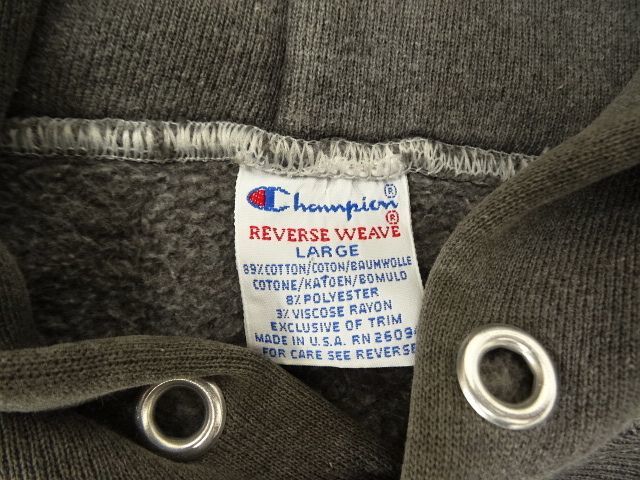 Champion®
REVERSE WEAVE®
LARGE
89% COTTON/COTON/BAUMWOLLE
COTONE/KATOEN/BOMULD
8% POLYESTER
3% VISCOSE RAYON
EXCLUSIVE OF TRIM
MADE IN U.S.A. RN 26094
FOR CARE SEE REVERSE